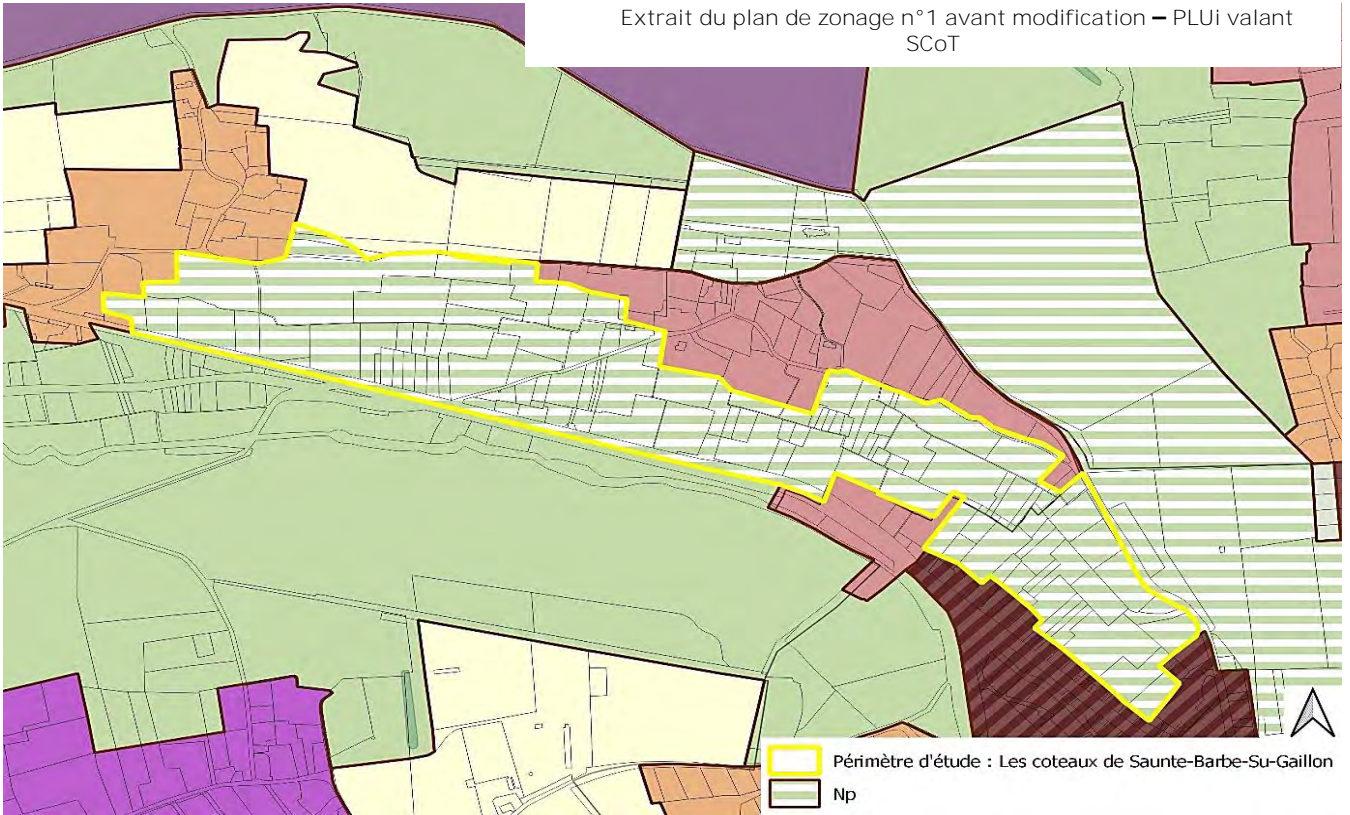 Extrait du plan de zonage n°1 avant modification – PLUi valant
SCoT
Périmètre d'étude : Les coteaux de Saunte-Barbe-Su-Gaillon
Np